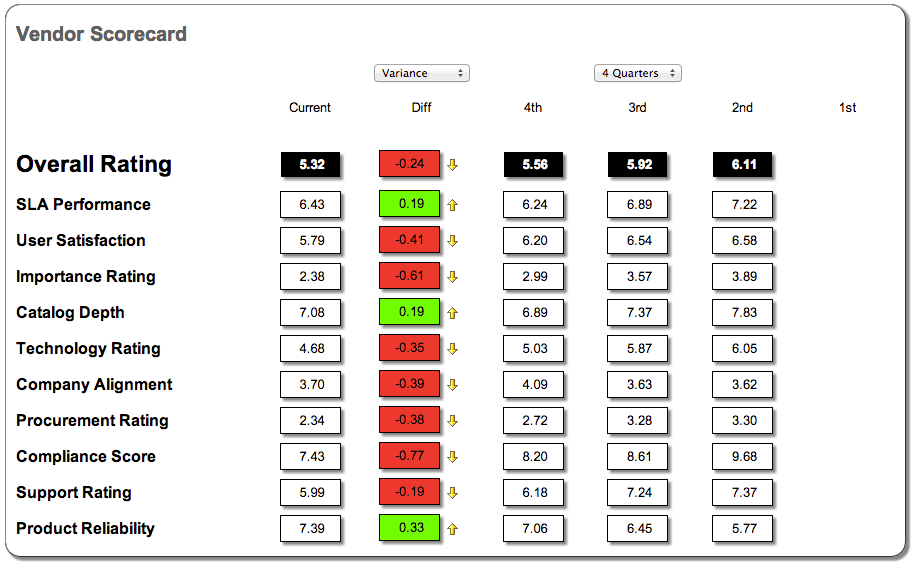 Vendor Scorecard
Variance 4 Quarters
Current Diff 4th 3rd 2nd 1st
Overall Rating 5.32 -0.24 5.56 5.92 6.11
SLA Performance 6.43 0.19 6.24 6.89 7.22
User Satisfaction 5.79 -0.41 6.20 6.54 6.58
Importance Rating 2.38 -0.61 2.99 3.57 3.89
Catalog Depth 7.08 0.19 6.89 7.37 7.83
Technology Rating 4.68 -0.35 5.03 5.87 6.05
Company Alignment 3.70 -0.39 4.09 3.63 3.62
Procurement Rating 2.34 -0.38 2.72 3.28 3.30
Compliance Score 7.43 -0.77 8.20 8.61 9.68
Support Rating 5.99 -0.19 6.18 7.24 7.37
Product Reliability 7.39 0.33 7.06 6.45 5.77